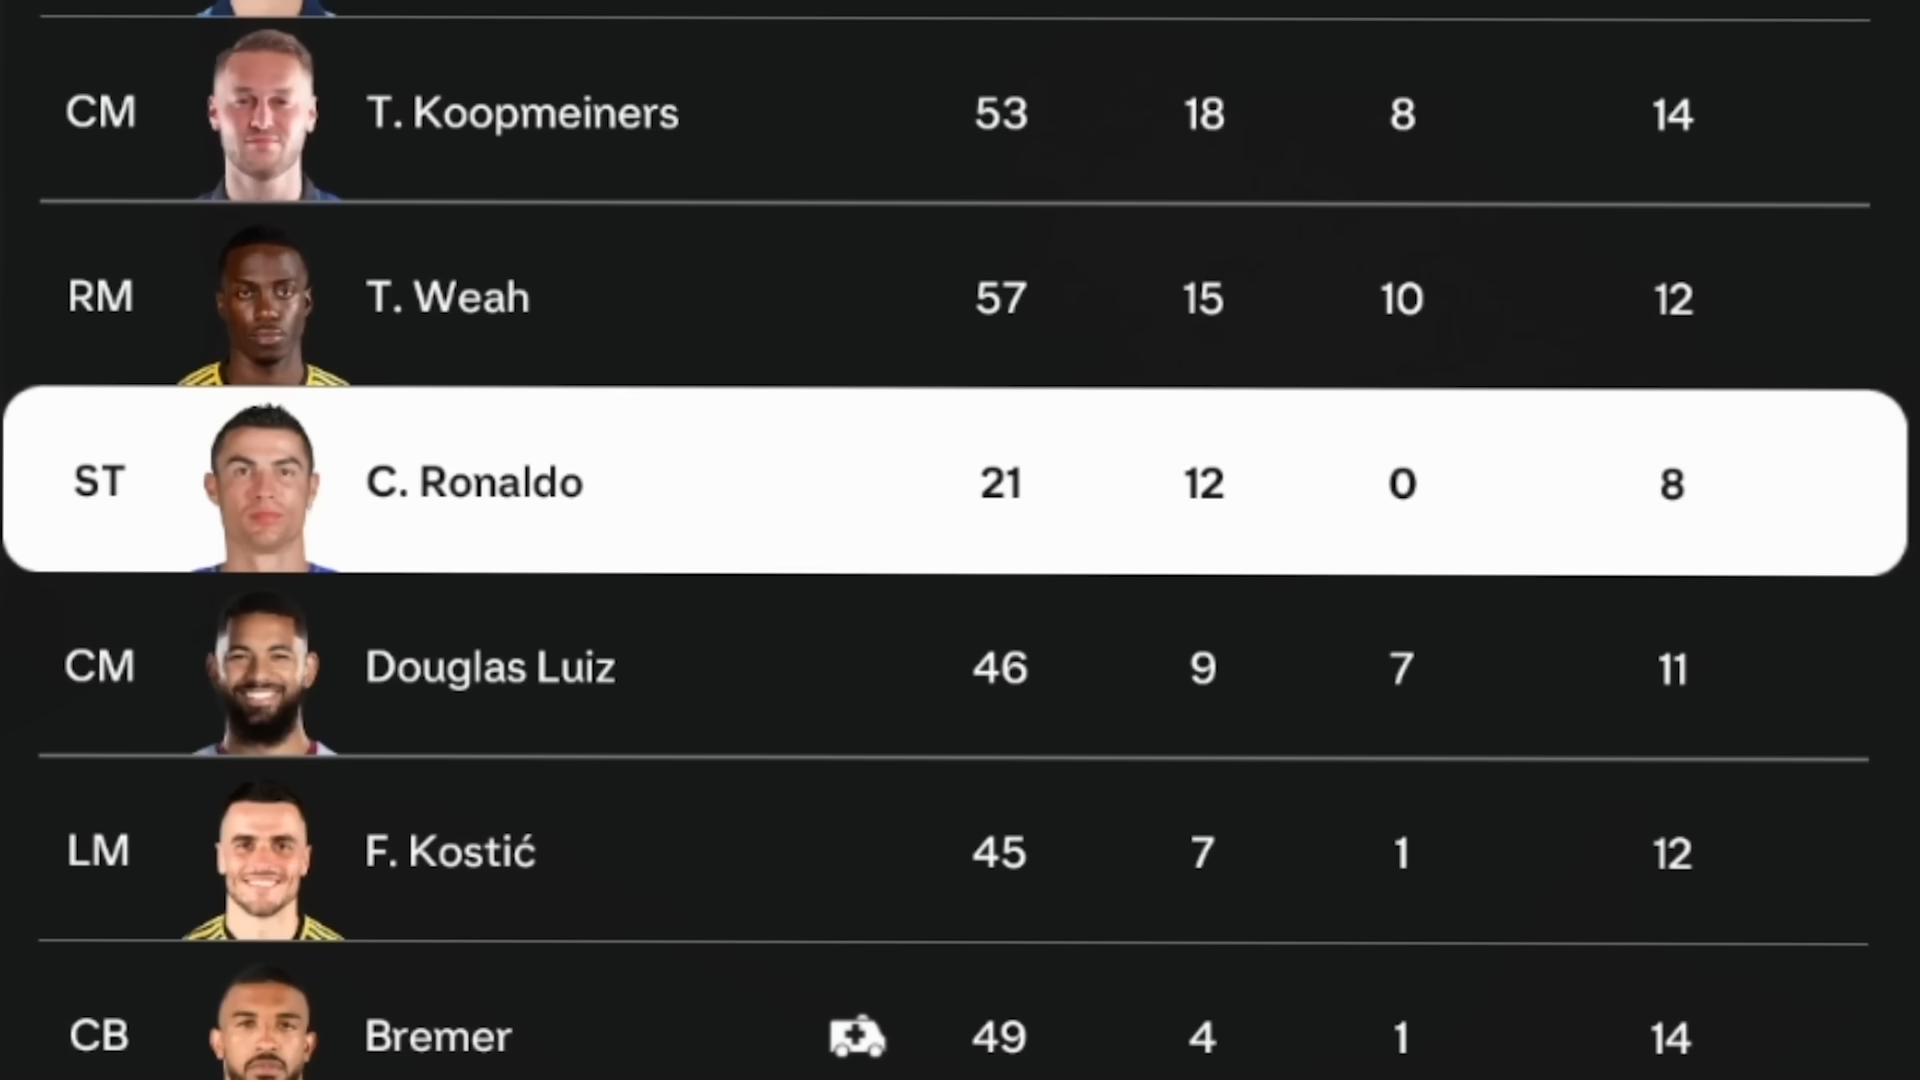 CM T. Koopmeiners 53 18 8 14
RM T. Weah 57 15 10 12
ST C. Ronaldo 21 12 0 8
CM Douglas Luiz 46 9 7 11
LM F. Kostić 45 7 1 12
CB Bremer 49 4 1 14